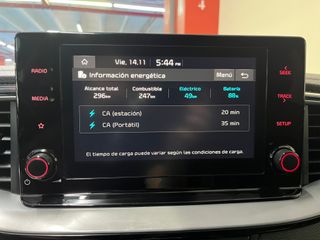 Vie, 14.11 5:44 PM
RADIO
MEDIA
SEEK
TRACK
SETUP
Información energética Menú
Alcance total Combustible Eléctrico Batería
296km 247km 49km 88%
CA (estación) 20 min
CA (Portátil) 35 min
El tiempo de carga puede variar según las condiciones de carga.